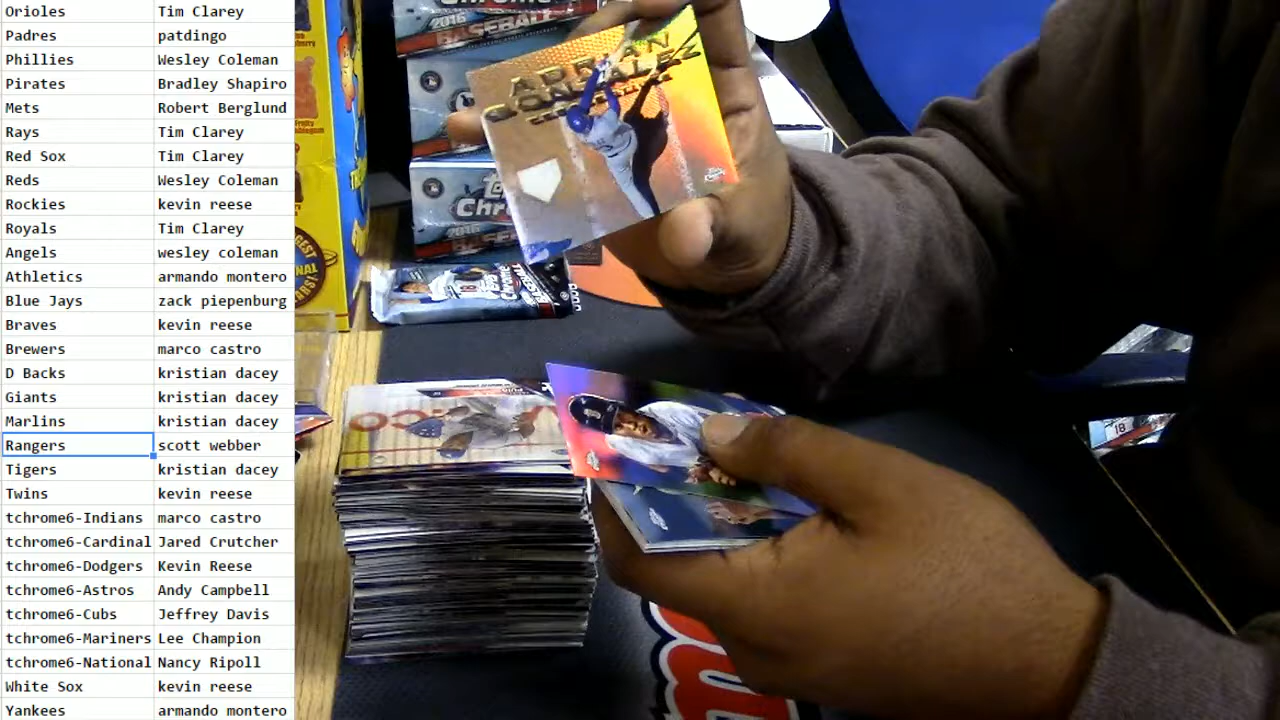 Orioles Tim Clarey
Padres patdingo
Phillies Wesley Coleman
Pirates Bradley Shapiro
Mets Robert Berglund
Rays Tim Clarey
Red Sox Tim Clarey
Reds Wesley Coleman
Rockies kevin reese
Royals Tim Clarey
Angels wesley coleman
Athletics armando montero
Blue Jays zack piepenburg
Braves kevin reese
Brewers marco castro
D Backs kristian dacey
Giants kristian dacey
Marlins kristian dacey
Rangers scott webber
Tigers kristian dacey
Twins kevin reese
tchrome6-Indians marco castro
tchrome6-Cardinal Jared Crutcher
tchrome6-Dodgers Kevin Reese
tchrome6-Astros Andy Campbell
tchrome6-Cubs Jeffrey Davis
tchrome6-Mariners Lee Champion
tchrome6-National Nancy Ripoll
White Sox kevin reese
Yankees armando montero
Chrome
2016
BASEBALL
ADRIAN
GONZALEZ
Chrome
2016
BASEBALL
18